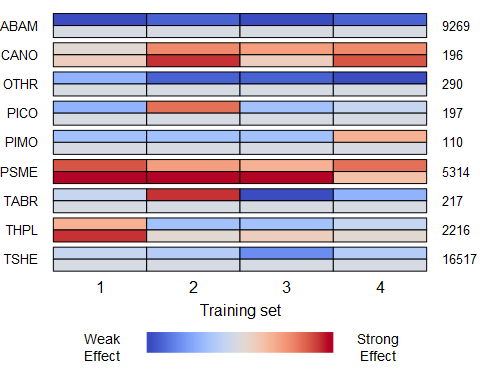 ABAM 9269
CANO 196
OTHR 290
PICO 197
PIMO 110
PSME 5314
TABR 217
THPL 2216
TSHE 16517
1 2 3 4
Training set
Weak Strong
Effect Effect